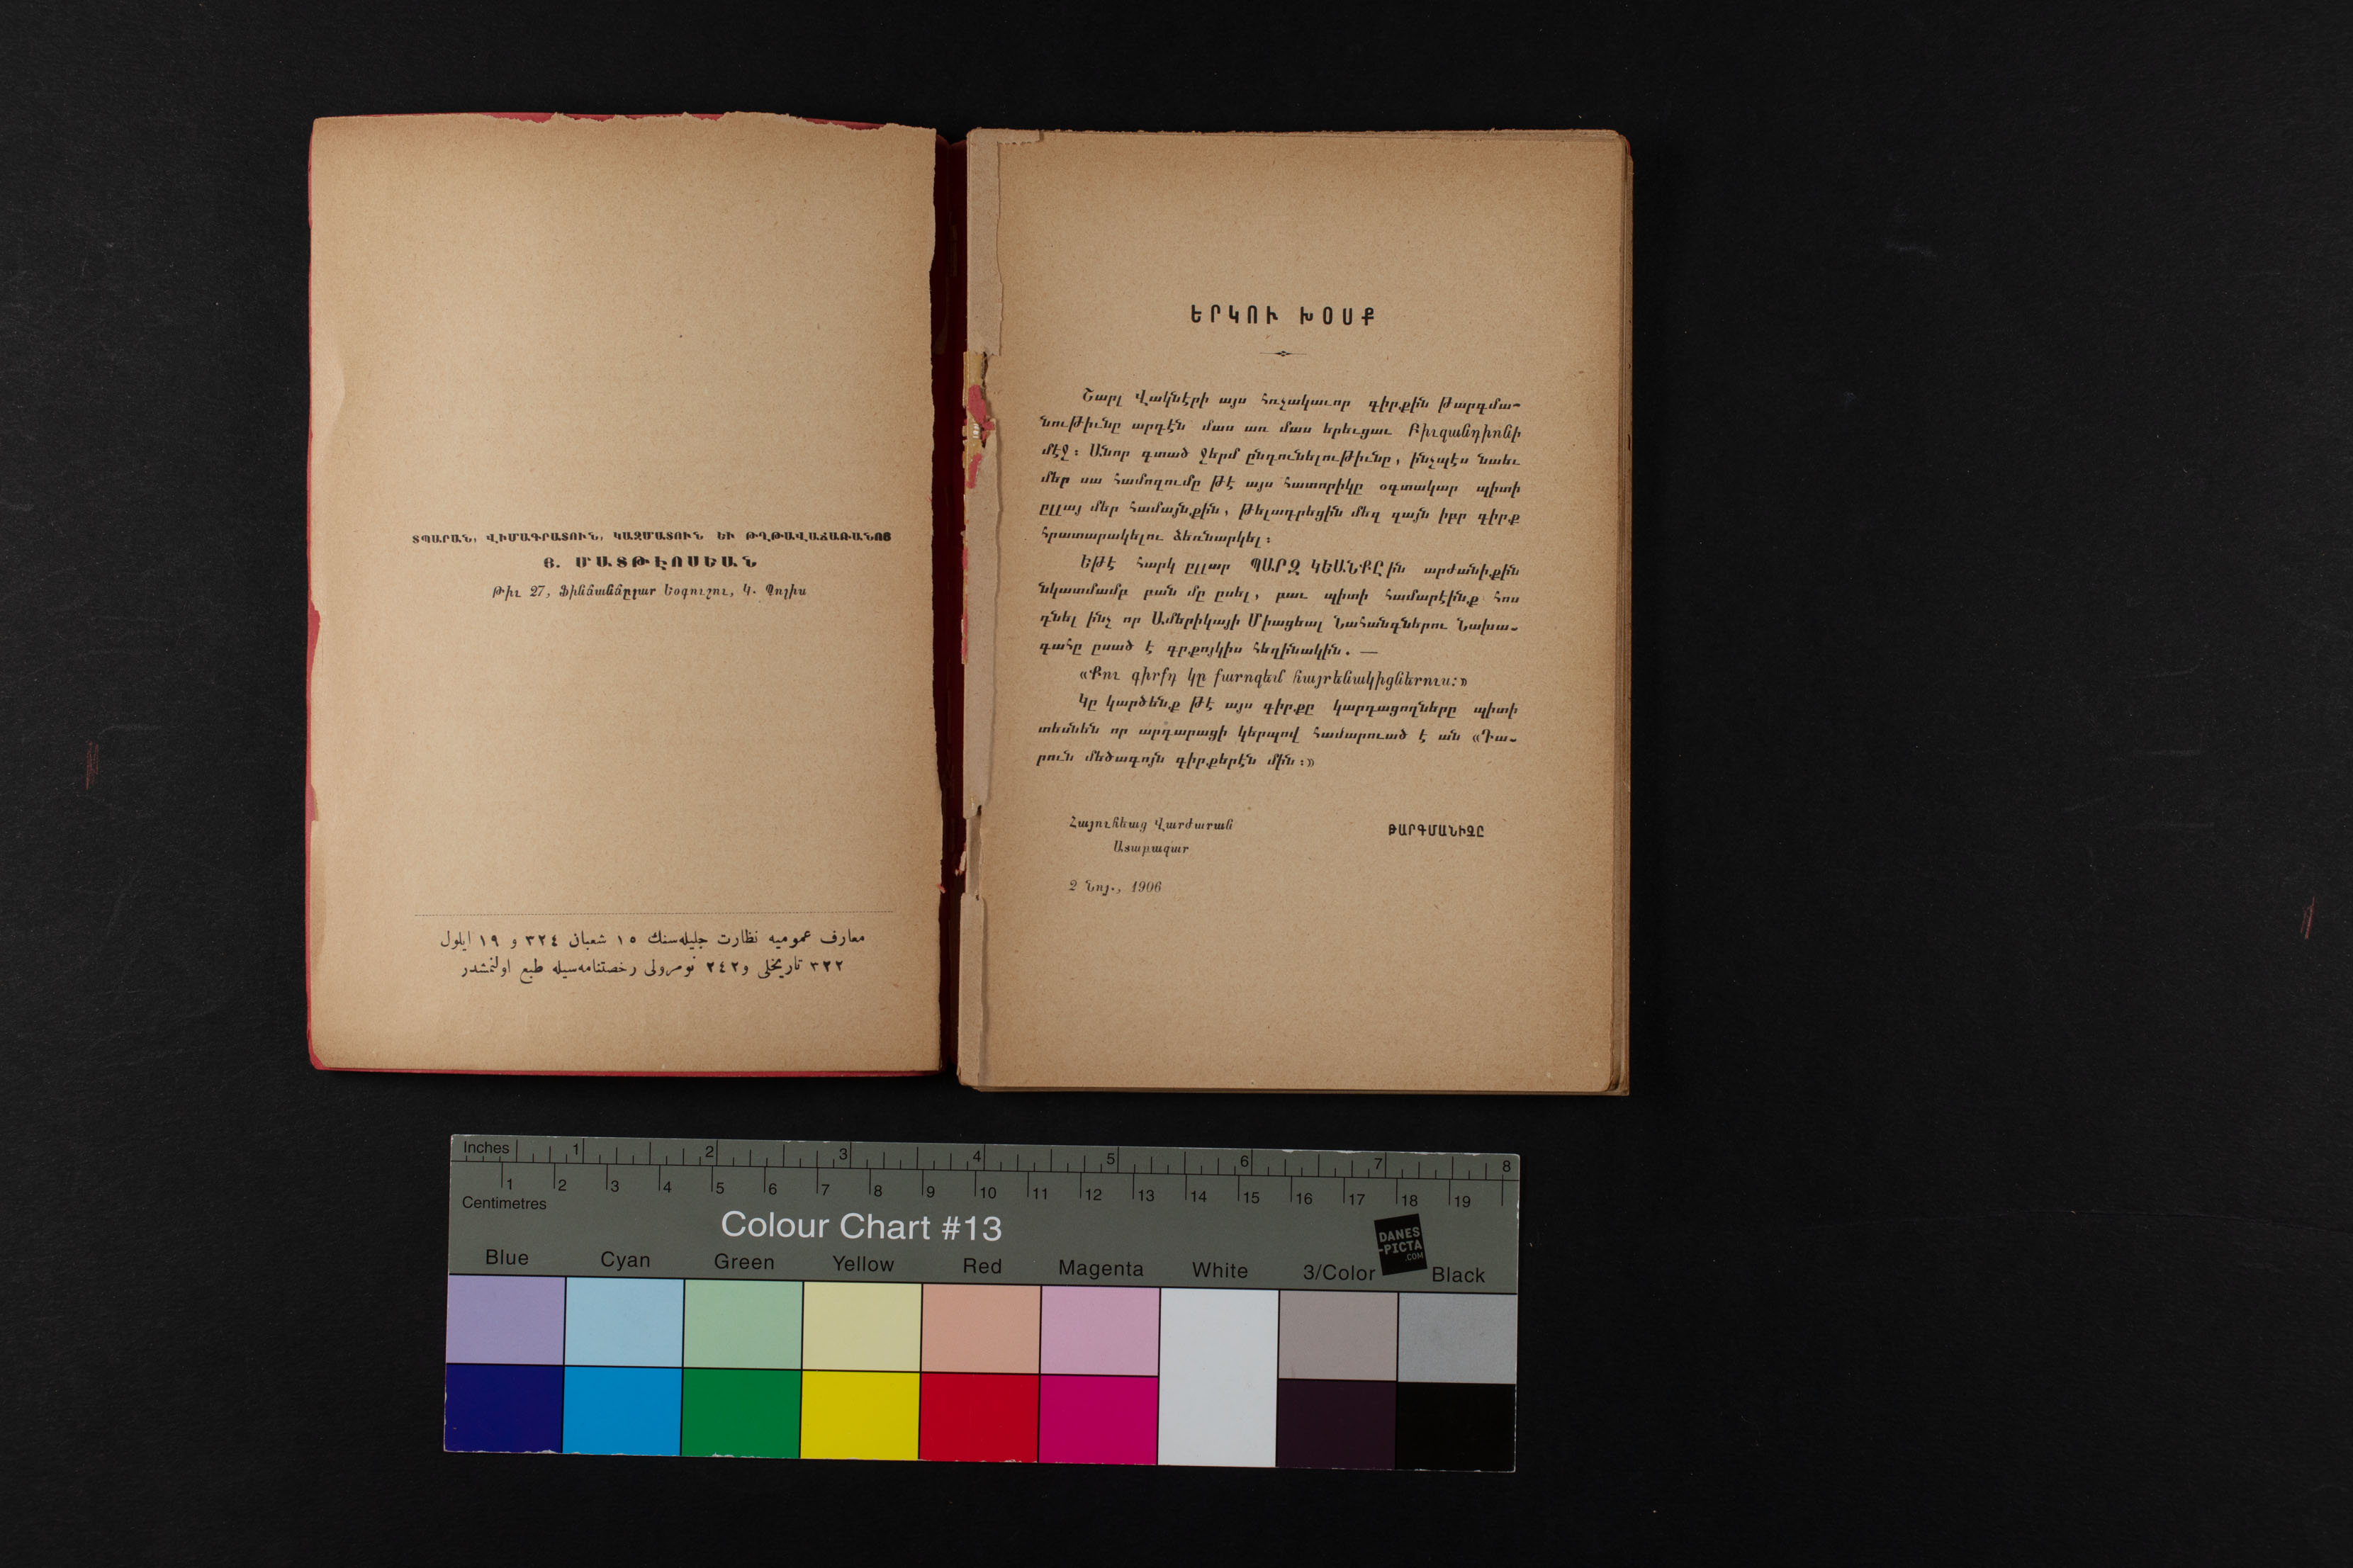 ՏՊԱՐԱՆ, ՎԻՄԱԳՐԱՏՈՒՆ, ԿԱԶՄԱՏՈՒՆ ԵՒ ԹՂԹԱՎԱՃԱՌԱՆՈՑ
Յ. ՄԱՏԹԷՈՍԵԱՆ
Թիւ 27, Ֆինճանճըլար Եօգուշու, Կ. Պոլիս
معارف عموميه نظارت جليله‌سنك ١٥ شعبان ٣٢٤ و ١٩ ايلول
٣٢٢ تاريخلى و٢٤٢ نومرولى رخصتنامه‌سيله طبع اولنمشدر
ԵՐԿՈՒ ԽՕՍՔ
Շարլ Վակնէրի այս հռչակաւոր գիրքին թարգմա-
նութիւնը արդէն մաս առ մաս երեւցաւ Բիւզանդիոնի
մէջ։ Անոր գտած ջերմ ընդունելութիւնը, ինչպէս նաեւ
մեր սա համոզումը թէ այս հատորիկը օգտակար պիտի
ըլլայ մեր համայնքին, թելադրեցին մեզ զայն իբր գիրք
հրատարակելու ձեռնարկել։
Եթէ հարկ ըլլար ՊԱՐԶ ԿԵԱՆՔԸին արժանիքին
նկատմամբ բան մը ըսել, բաւ պիտի համարէինք հոս
դնել ինչ որ Ամերիկայի Միացեալ Նահանգներու Նախա-
գահը ըսած է գրքոյկիս հեղինակին. —
«Քու գիրքդ կը քարոզեմ հայրենակիցներուս։»
Կը կարծենք թէ այս գիրքը կարդացողները պիտի
տեսնեն որ արդարացի կերպով համարուած է ան «Դա-
րուն մեծագոյն գիրքերէն մին։»
Հայուհեաց Վարժարան
ԹԱՐԳՄԱՆԻՉԸ
Ատաբազար
2 Նոյ., 1906
Inches 1 2 3 4 5 6 7 8
1 2 3 4 5 6 7 8 9 10 11 12 13 14 15 16 17 18 19
Centimetres
Colour Chart #13
DANES
-PICTA
.COM
Blue Cyan Green Yellow Red Magenta White 3/Color Black